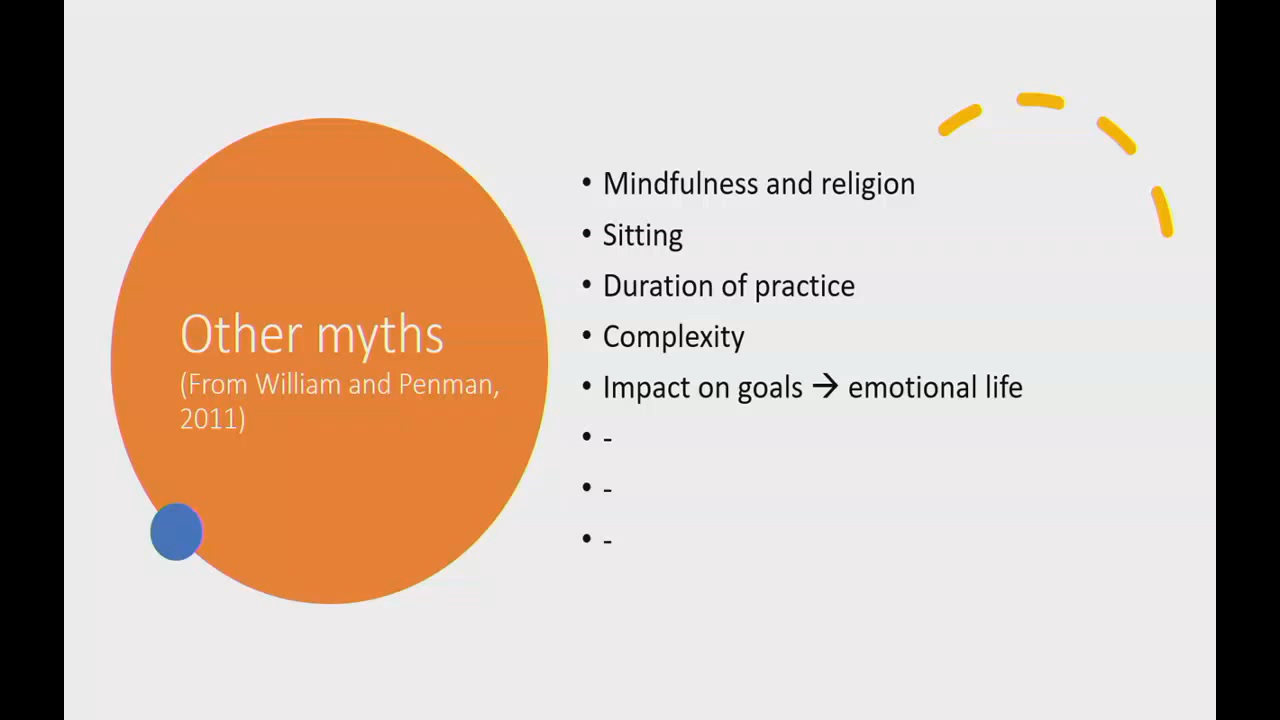 Other myths
(From William and Penman,
2011)
• Mindfulness and religion
• Sitting
• Duration of practice
• Complexity
• Impact on goals → emotional life
• -
• -
• -